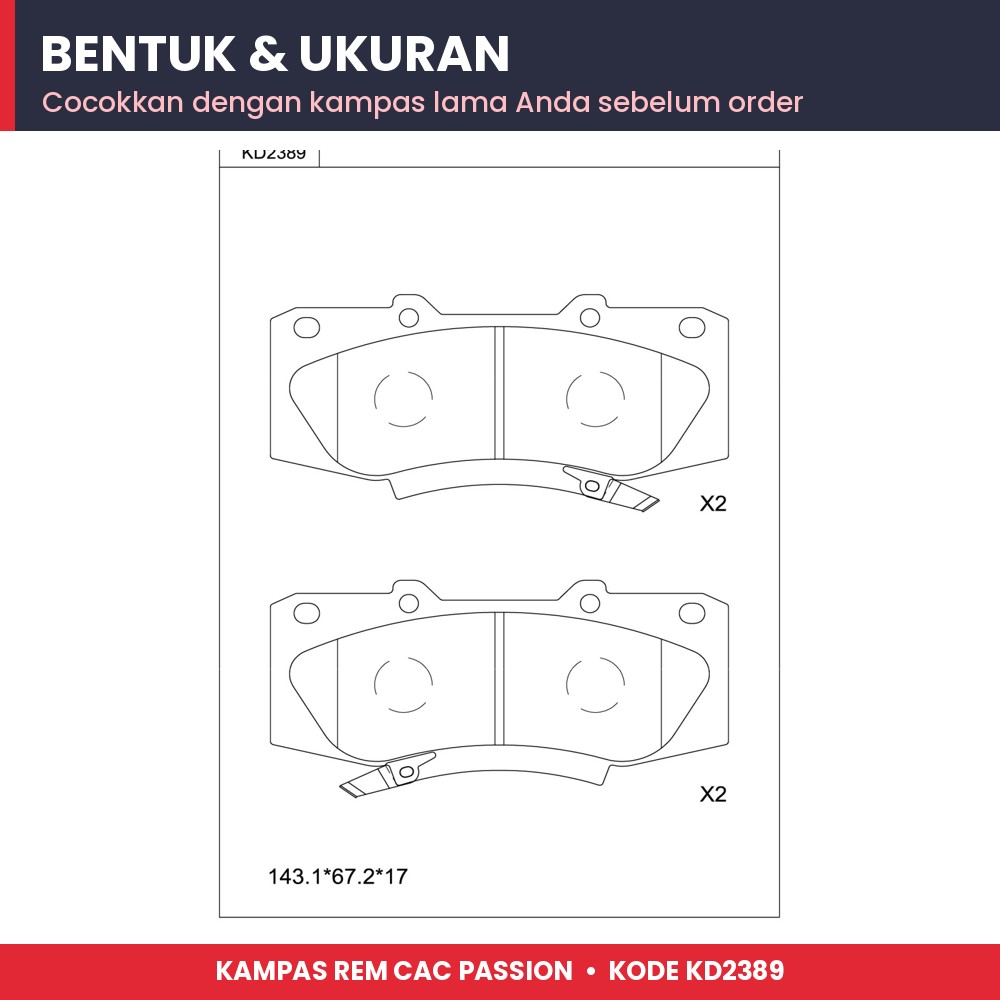 BENTUK & UKURAN
Cocokkan dengan kampas lama Anda sebelum order
KD2389
X2
X2
143.1*67.2*17
KAMPAS REM CAC PASSION • KODE KD2389